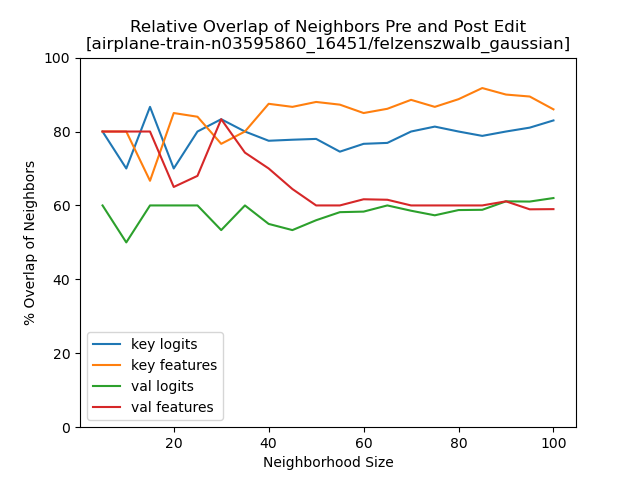 Relative Overlap of Neighbors Pre and Post Edit
[airplane-train-n03595860_16451/felzenszwalb_gaussian]
100
80
60
40
20
0
% Overlap of Neighbors
key logits
key features
val logits
val features
20 40 60 80 100
Neighborhood Size